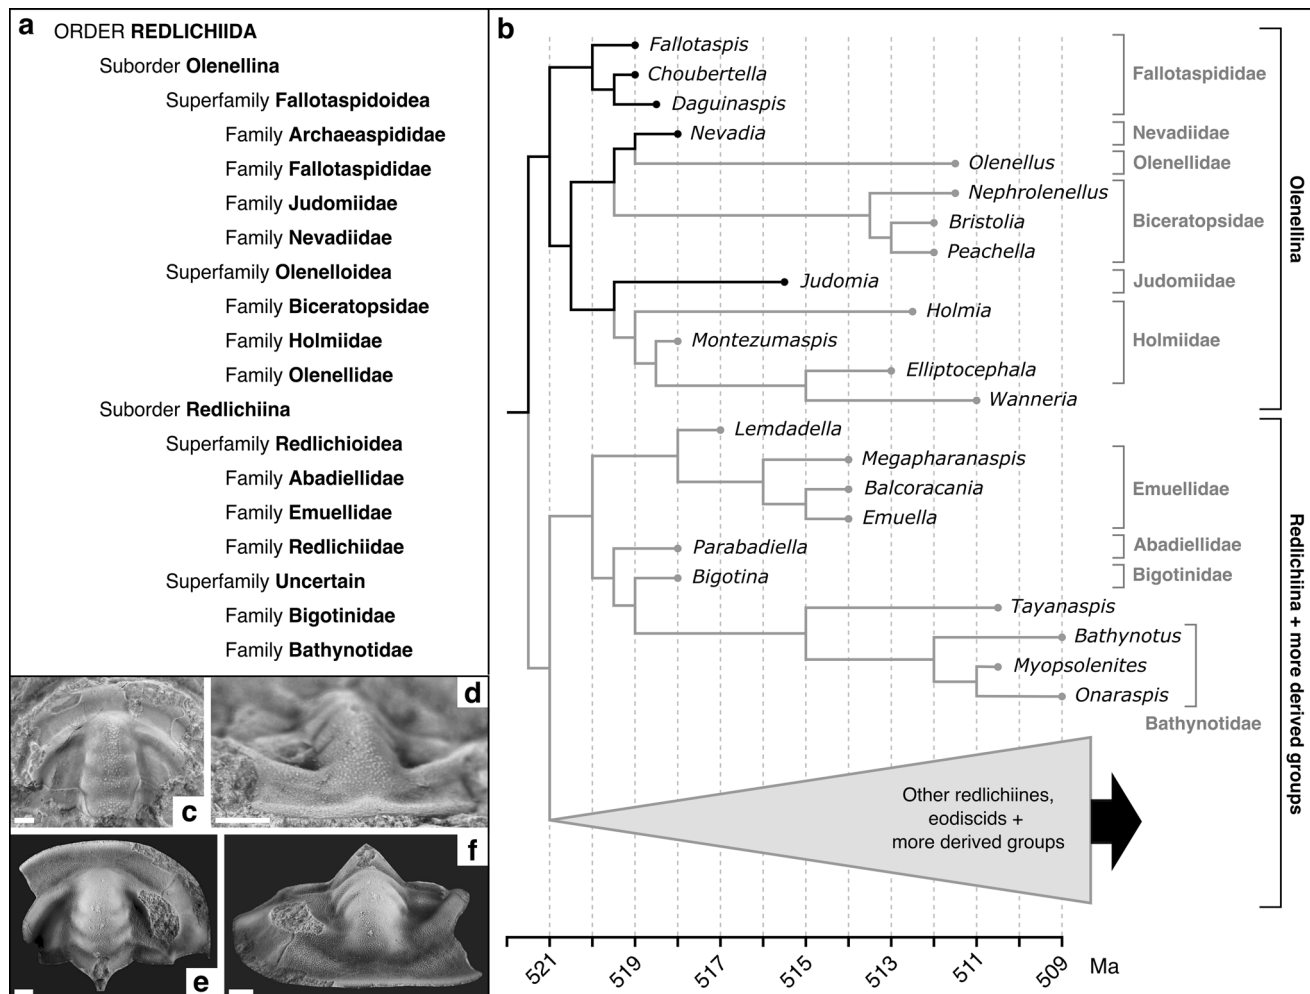 a
ORDER REDLICHIIDA
Suborder Olenellina
Superfamily Fallotaspidoidea
Family Archaeaspididae
Family Fallotaspididae
Family Judomiidae
Family Nevadiidae
Superfamily Olenelloidea
Family Biceratopsidae
Family Holmiidae
Family Olenellidae
Suborder Redlichiina
Superfamily Redlichioidea
Family Abadiellidae
Family Emuellidae
Family Redlichiidae
Superfamily Uncertain
Family Bigotinidae
Family Bathynotidae
b
Fallotaspis
Choubertella
Daguinaspis
Nevadia
Olenellus
Nephrolenellus
Bristolia
Peachella
Judomia
Holmia
Montezumaspis
Elliptocephala
Wanneria
Lemdadella
Megapharanaspis
Balcoracania
Emuella
Parabadiella
Bigotina
Tayanaspis
Bathynotus
Myopsolenites
Onaraspis
Fallotaspididae
Nevadiidae
Olenellidae
Biceratopsidae
Judomiidae
Holmiidae
Emuellidae
Abadiellidae
Bigotinidae
Bathynotidae
Olenellina
Redlichiina + more derived groups
Other redlichiines,
eodiscids +
more derived groups
521 519 517 515 513 511 509 Ma
c
d
e
f